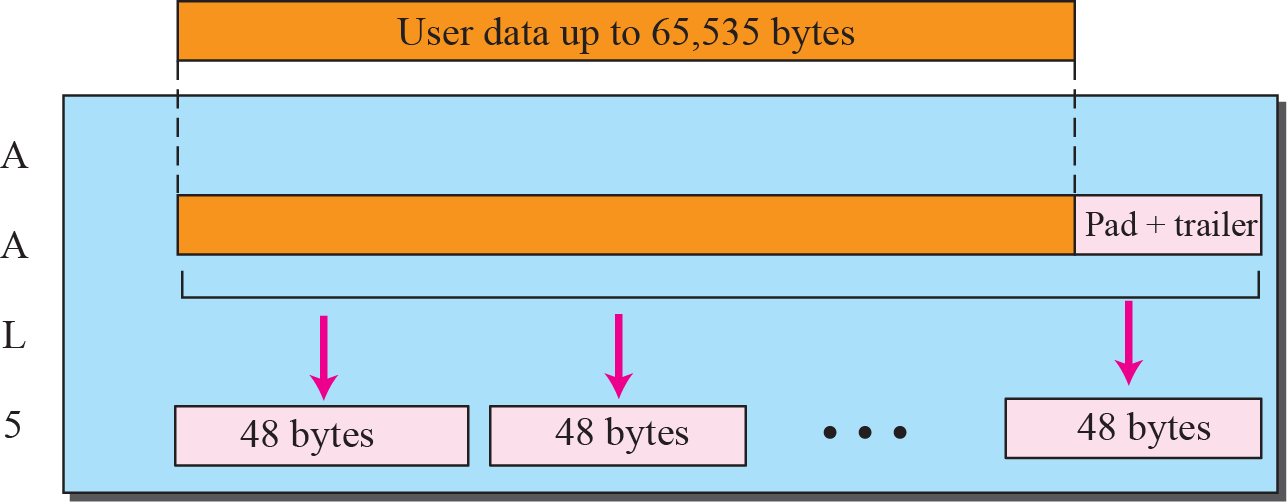 User data up to 65,535 bytes
A
A
L
5
Pad + trailer
48 bytes
48 bytes
48 bytes